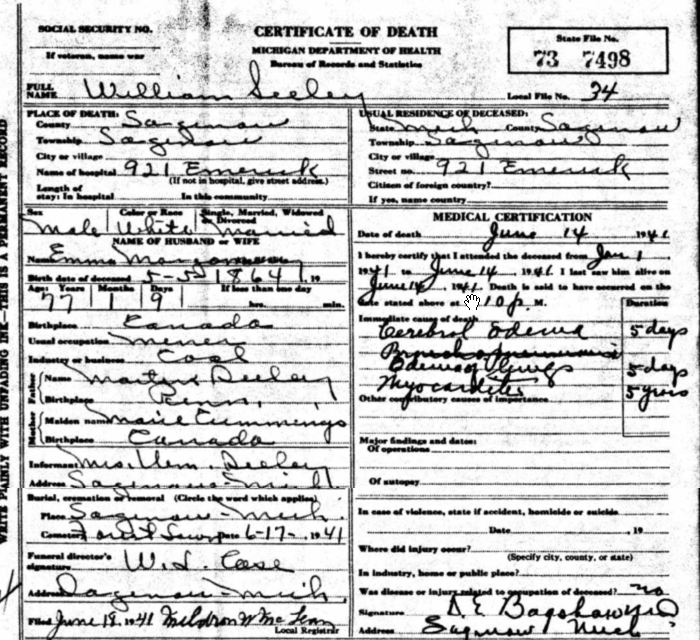 SOCIAL SECURITY NO.
CERTIFICATE OF DEATH
MICHIGAN DEPARTMENT OF HEALTH
Bureau of Records and Statistics
If veteran, name war
State File No.
73 7498
FULL NAME William Seeley
Local File No. 34
WRITE PLAINLY WITH UNFADING INK—THIS IS A PERMANENT RECORD
PLACE OF DEATH:
County Saginaw
Township Saginaw
City or village
Name of hospital 921 Emerick
(If not in hospital, give street address.)
Length of stay: In hospital In this community
USUAL RESIDENCE OF DECEASED:
State Mich County Saginaw
Township Saginaw
City or village
Street no. 921 Emerick
Citizen of foreign country?
If yes, name country
Sex Color or Race Single, Married, Widowed or Divorced
Male White Married
NAME OF HUSBAND or WIFE
Name Emma
Birth date of deceased 5-5-1864, 19
Age: Years Months Days If less than one day
77 1 9 hrs. min.
Birthplace Canada
Usual occupation Miner
Industry or business Coal
Father
Name Martin Seeley
Birthplace Penn.
Mother
Maiden name Marie Cummings
Birthplace Canada
Informant Mrs. Wm. Seeley
Address Saginaw Mich
Burial, cremation or removal (Circle the word which applies)
Place Saginaw Mich.
Cemetery Forest Lawn Date 6-17-, 1941
Funeral director's signature W. L. Case
Address Saginaw-Mich
Filed June 18, 1941 Mildron W Mc Lean
Local Registrar
MEDICAL CERTIFICATION
Date of death June 14 1941
I hereby certify that I attended the deceased from Jan 1
1941 to June 14, 1941. I last saw him alive on
June 14, 1941. Death is said to have occurred on the
date stated above at 10 p. M.
Duration
Immediate cause of death
Cerebral Edema 5 days
Bronchopneumonia
Edema of lungs 5 days
Myocarditis 5 years
Other contributory causes of importance
Major findings and dates:
Of operations
Of autopsy
In case of violence, state if accident, homicide or suicide
Date , 19
Where did injury occur?
(Specify city, county, or state)
In industry, home or public place?
Was disease or injury related to occupation of deceased? no
Signature D. E. Bagshaw MD
Address Saginaw Mich